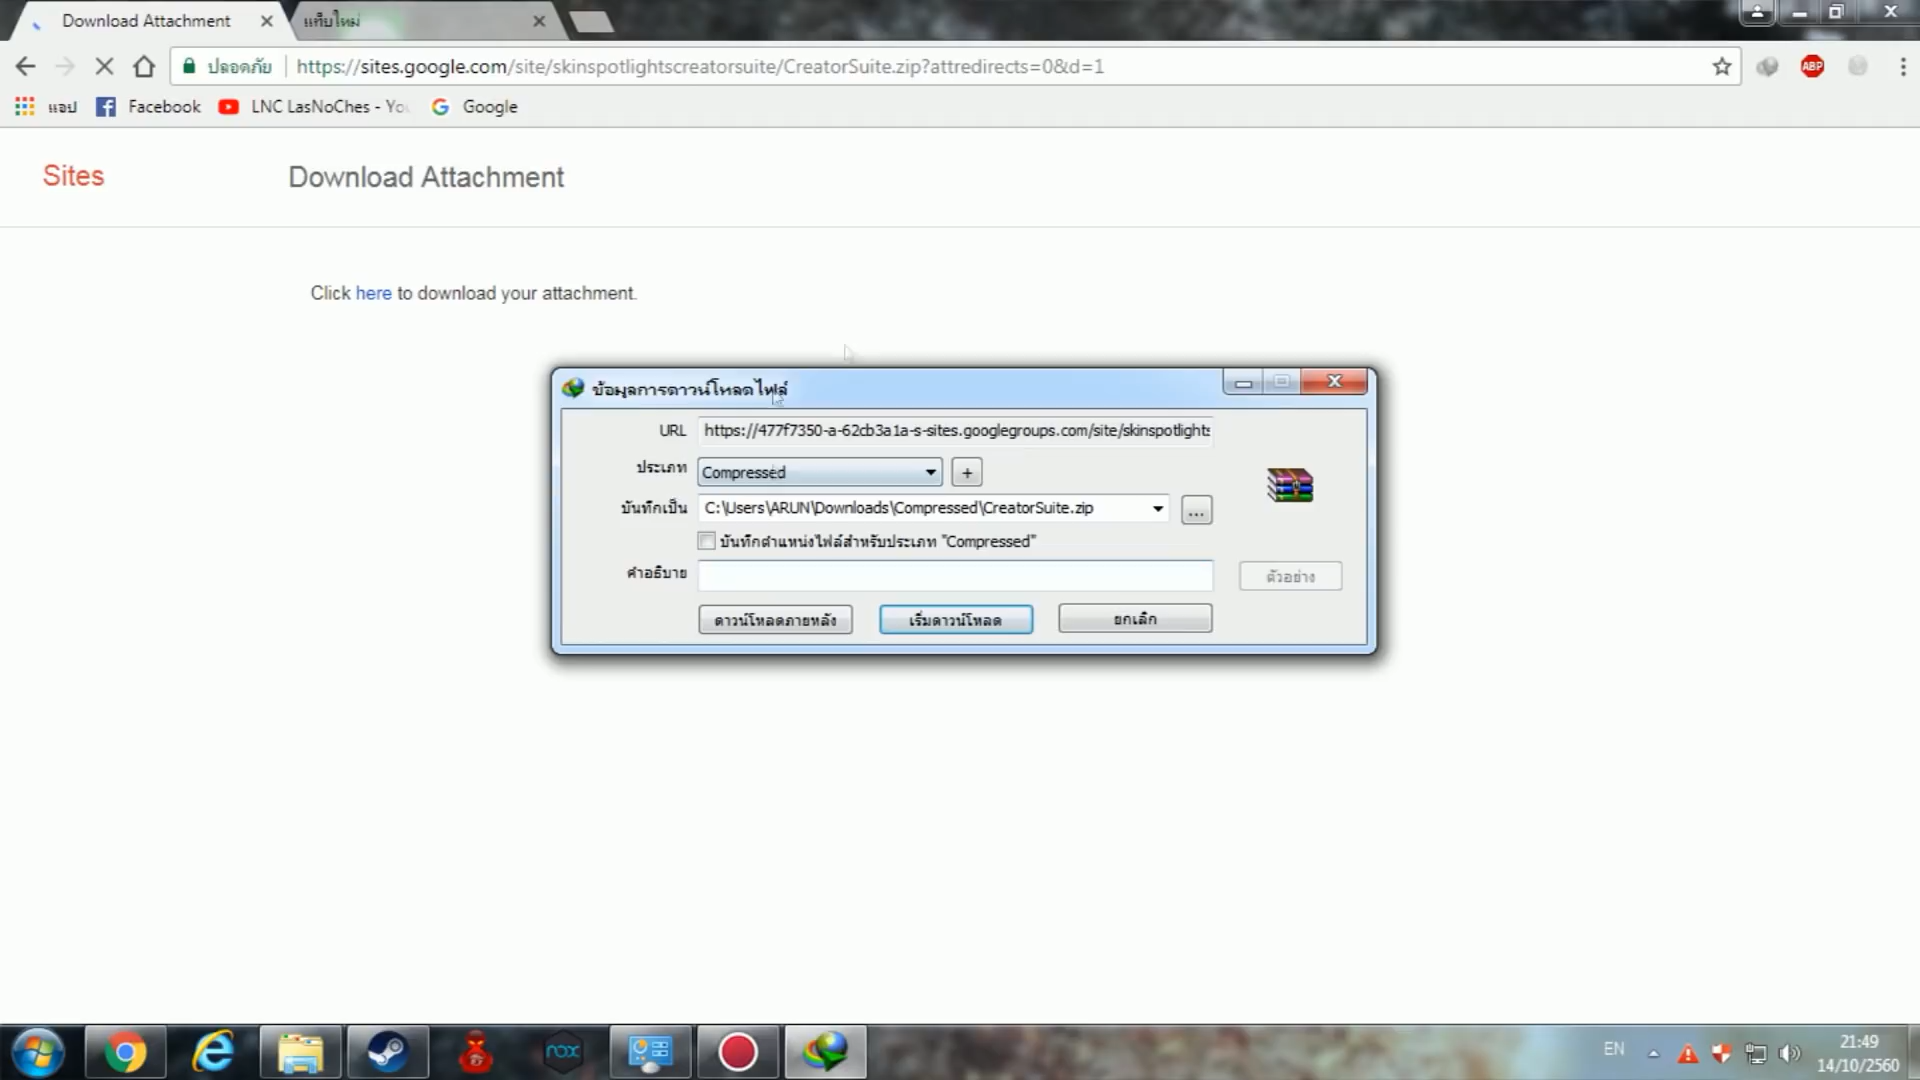 Download Attachment
แท็บใหม่
ปลอดภัย
https://sites.google.com/site/skinspotlightscreatorsuite/CreatorSuite.zip?attredirects=0&d=1
ABP
แอป
Facebook
LNC LasNoChes - Yo
Google
Sites
Download Attachment
Click here to download your attachment.
ข้อมูลการดาวน์โหลดไฟล์
URL
https://477f7350-a-62cb3a1a-s-sites.googlegroups.com/site/skinspotlights
ประเภท
Compressed
+
บันทึกเป็น
C:\Users\ARUN\Downloads\Compressed\CreatorSuite.zip
...
บันทึกตำแหน่งไฟล์สำหรับประเภท "Compressed"
คำอธิบาย
ตัวอย่าง
ดาวน์โหลดภายหลัง
เริ่มดาวน์โหลด
ยกเลิก
nox
EN
21:49
14/10/2560